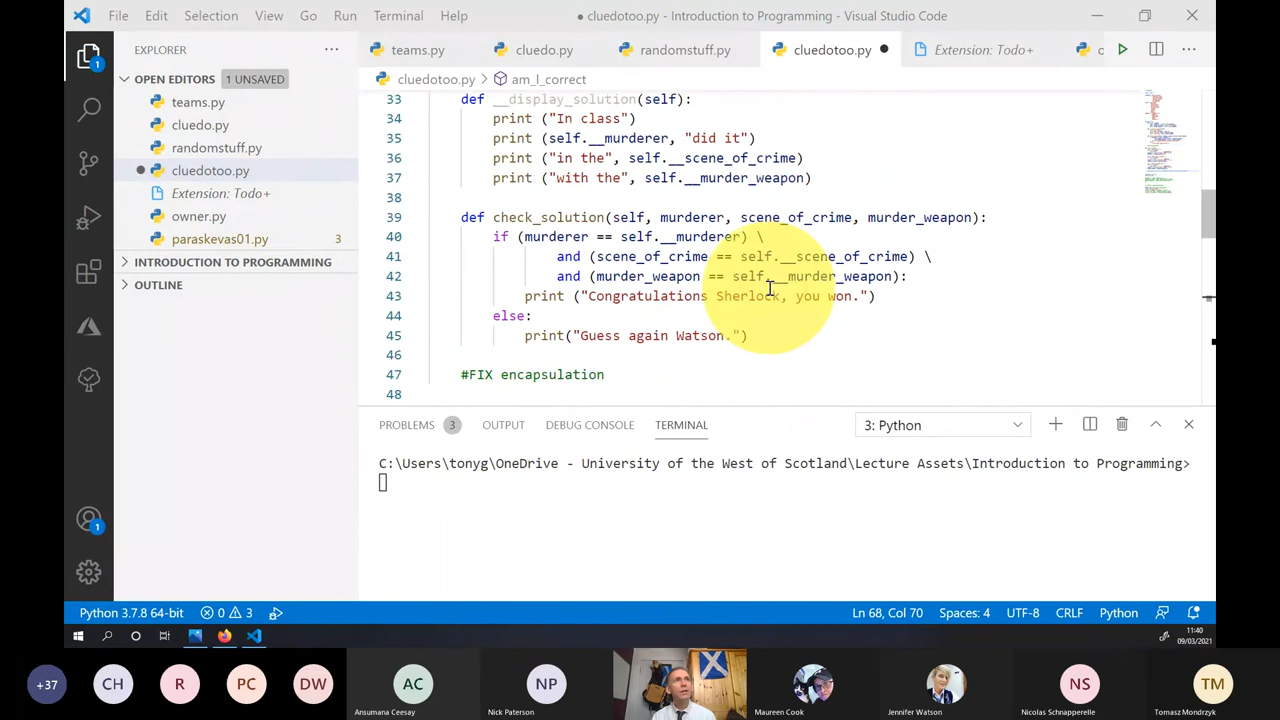 File Edit Selection View Go Run Terminal Help
● cluedotoo.py - Introduction to Programming - Visual Studio Code
EXPLORER
teams.py cluedo.py randomstuff.py cluedotoo.py Extension: Todo+
OPEN EDITORS 1 UNSAVED
cluedotoo.py > am_I_correct
teams.py
cluedo.py
randomstuff.py
cluedotoo.py
Extension: Todo+
owner.py
paraskevas01.py 3
INTRODUCTION TO PROGRAMMING
OUTLINE
1
1
33 def __display_solution(self):
34 print ("In class")
35 print (self.__murderer, "did it")
36 print ("in the", self.__scene_of_crime)
37 print ("with the", self.__murder_weapon)
38
39 def check_solution(self, murderer, scene_of_crime, murder_weapon):
40 if (murderer == self.__murderer) \
41 and (scene_of_crime == self.__scene_of_crime) \
42 and (murder_weapon == self.__murder_weapon):
43 print ("Congratulations Sherlock, you won.")
44 else:
45 print("Guess again Watson.")
46
47 #FIX encapsulation
48
PROBLEMS 3 OUTPUT DEBUG CONSOLE TERMINAL 3: Python
C:\Users\tonyg\OneDrive - University of the West of Scotland\Lecture Assets\Introduction to Programming>
Python 3.7.8 64-bit 0 3 Ln 68, Col 70 Spaces: 4 UTF-8 CRLF Python
11:40
09/03/2021
+37 CH R PC DW AC NP NS TM
Ansumana Ceesay Nick Paterson Maureen Cook Jennifer Watson Nicolas Schnapperelle Tomasz Mondrzyk